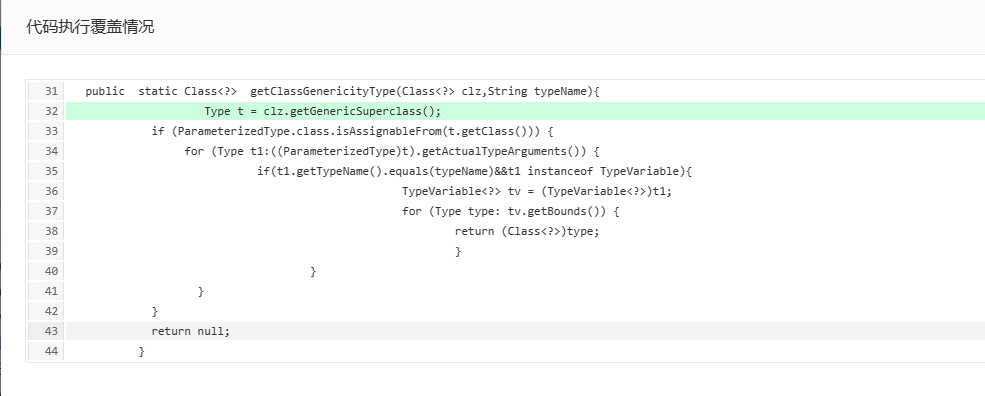 代码执行覆盖情况
31 public static Class<?> getClassGenericityType(Class<?> clz,String typeName){
32 Type t = clz.getGenericSuperclass();
33 if (ParameterizedType.class.isAssignableFrom(t.getClass())) {
34 for (Type t1:((ParameterizedType)t).getActualTypeArguments()) {
35 if(t1.getTypeName().equals(typeName)&&t1 instanceof TypeVariable){
36 TypeVariable<?> tv = (TypeVariable<?>)t1;
37 for (Type type: tv.getBounds()) {
38 return (Class<?>)type;
39 }
40 }
41 }
42 }
43 return null;
44 }